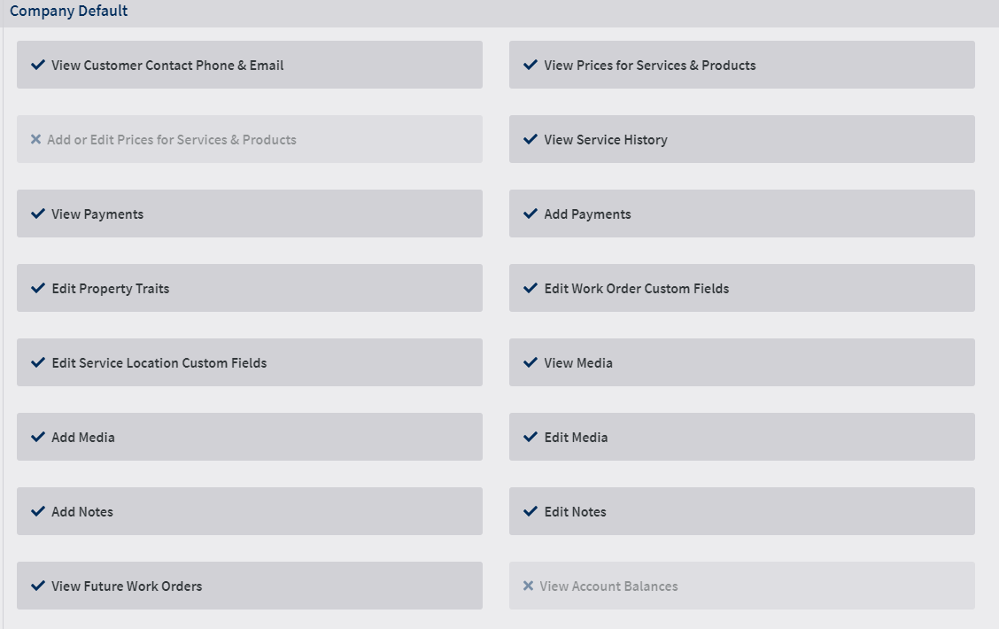 Company Default
View Customer Contact Phone & Email
View Prices for Services & Products
Add or Edit Prices for Services & Products
View Service History
View Payments
Add Payments
Edit Property Traits
Edit Work Order Custom Fields
Edit Service Location Custom Fields
View Media
Add Media
Edit Media
Add Notes
Edit Notes
View Future Work Orders
View Account Balances